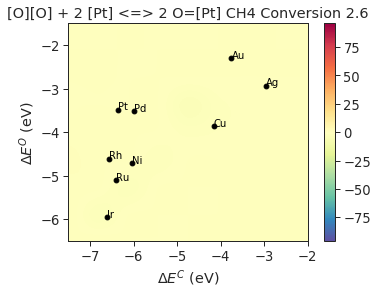 [O][O] + 2 [Pt] <=> 2 O=[Pt] CH4 Conversion 2.6
−2
−3
−4
−5
−6
ΔE^O (eV)
Au
Ag
Pt
Pd
Cu
Rh
Ni
Ru
Ir
−7
−6
−5
−4
−3
−2
ΔE^C (eV)
75
50
25
0
−25
−50
−75